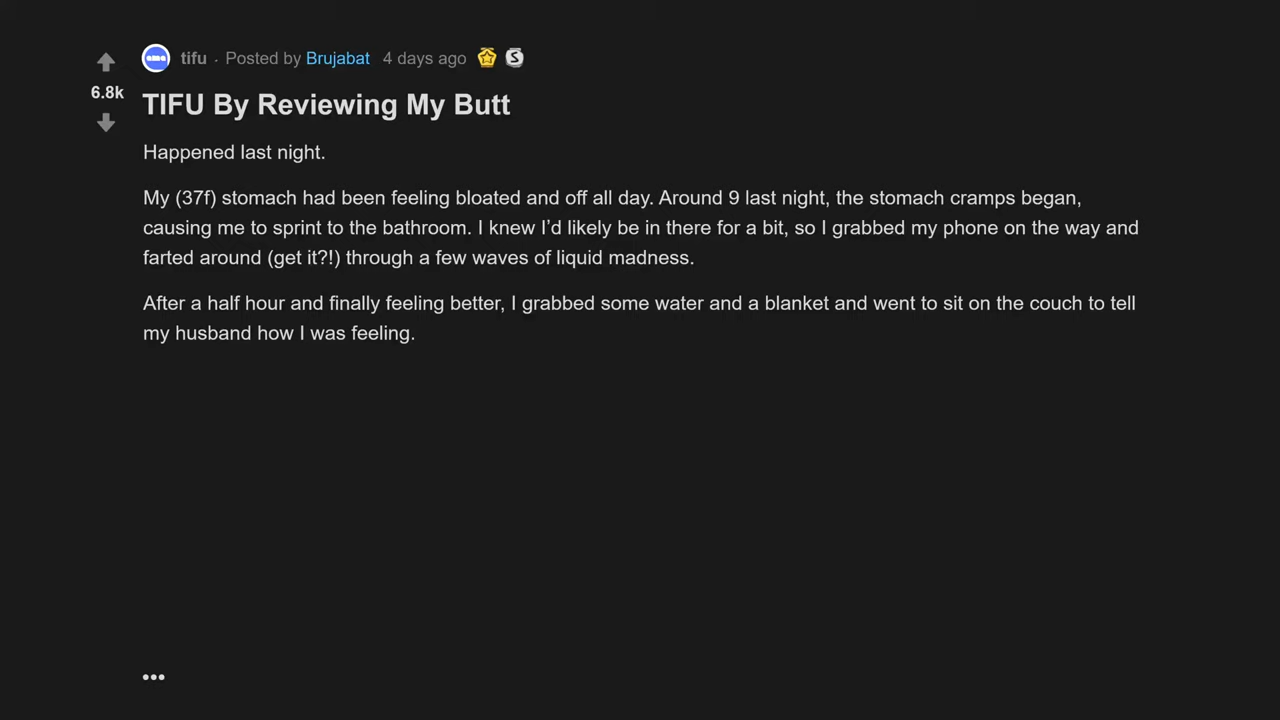 tifu · Posted by Brujabat 4 days ago
6.8k
TIFU By Reviewing My Butt
Happened last night.
My (37f) stomach had been feeling bloated and off all day. Around 9 last night, the stomach cramps began,
causing me to sprint to the bathroom. I knew I’d likely be in there for a bit, so I grabbed my phone on the way and
farted around (get it?!) through a few waves of liquid madness.
After a half hour and finally feeling better, I grabbed some water and a blanket and went to sit on the couch to tell
my husband how I was feeling.
•••